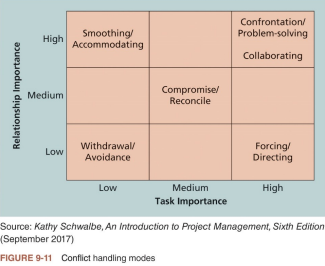 Relationship Importance
High
Medium
Low
Smoothing/
Accommodating
Confrontation/
Problem-solving
Collaborating
Compromise/
Reconcile
Withdrawal/
Avoidance
Forcing/
Directing
Low
Medium
High
Task Importance
Source: Kathy Schwalbe, An Introduction to Project Management, Sixth Edition
(September 2017)
FIGURE 9-11 Conflict handling modes